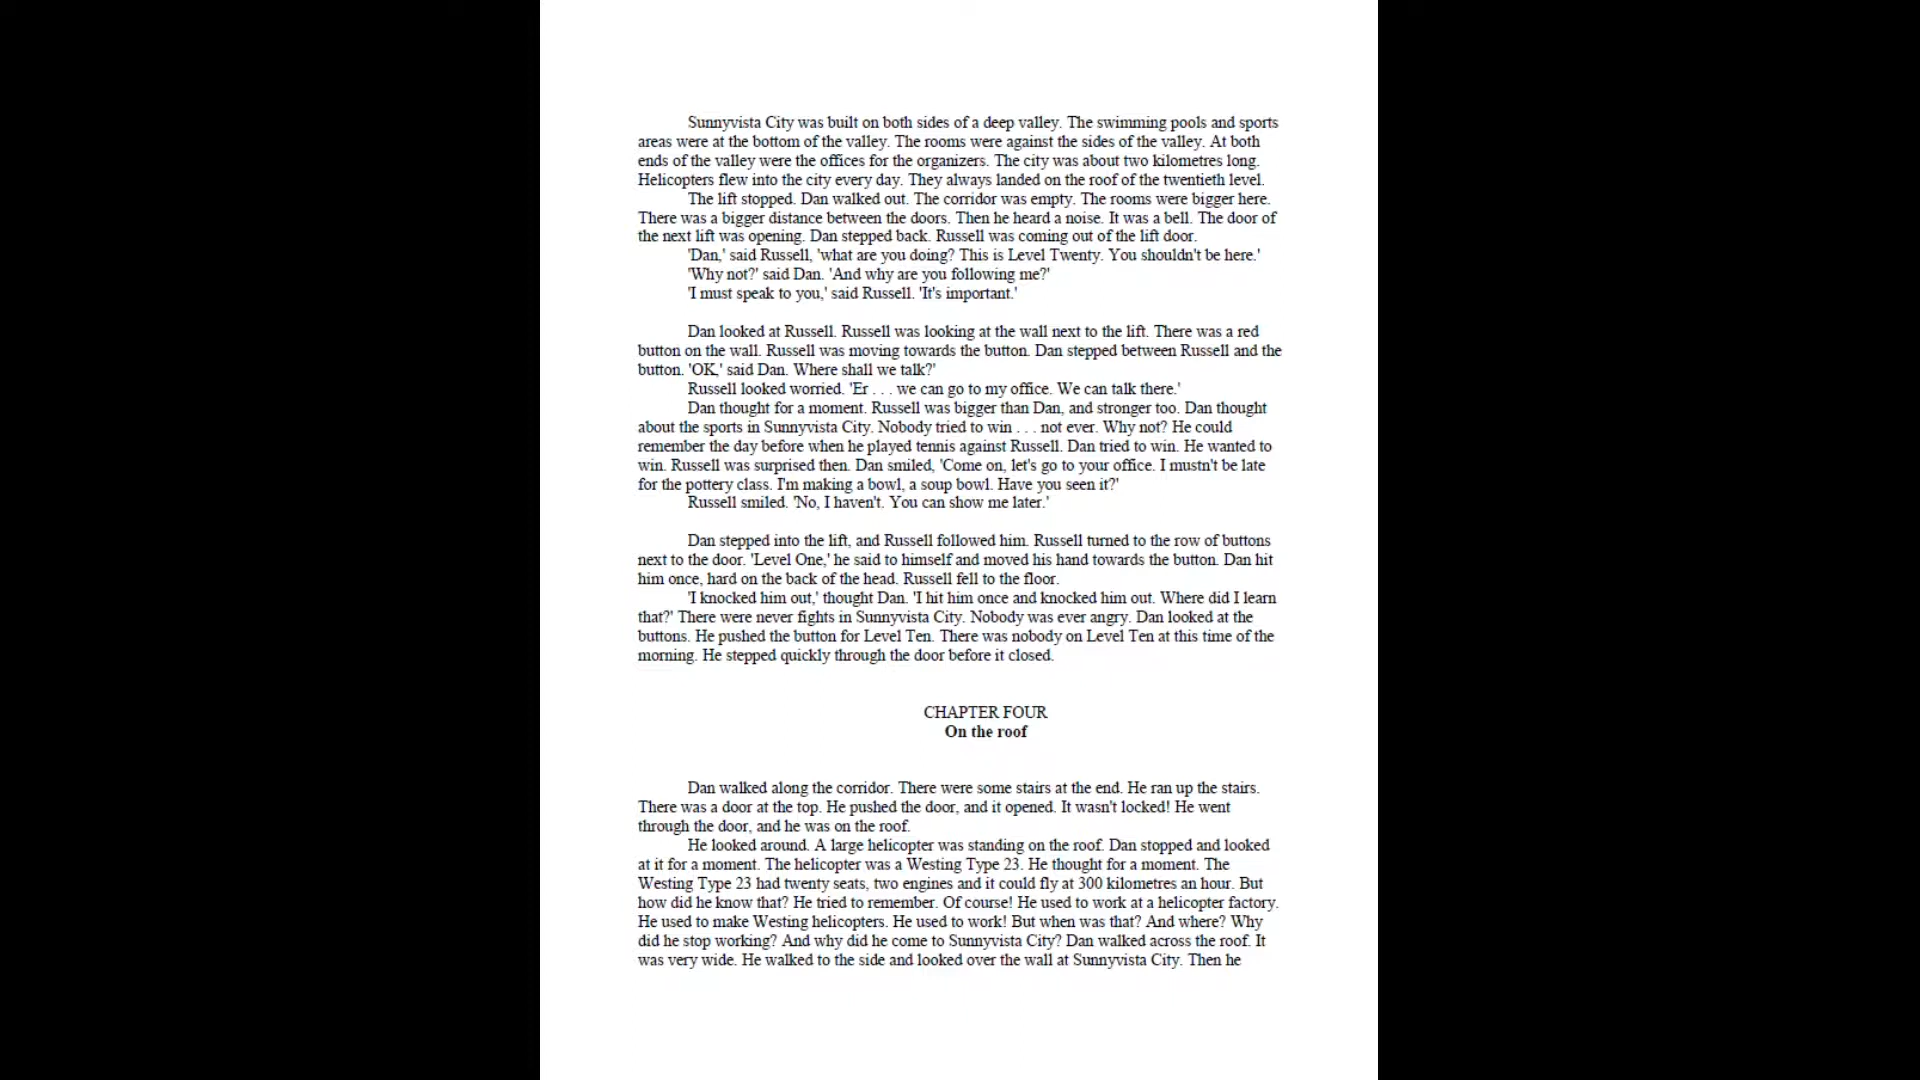 Sunnyvista City was built on both sides of a deep valley. The swimming pools and sports
areas were at the bottom of the valley. The rooms were against the sides of the valley. At both
ends of the valley were the offices for the organizers. The city was about two kilometres long.
Helicopters flew into the city every day. They always landed on the roof of the twentieth level.
The lift stopped. Dan walked out. The corridor was empty. The rooms were bigger here.
There was a bigger distance between the doors. Then he heard a noise. It was a bell. The door of
the next lift was opening. Dan stepped back. Russell was coming out of the lift door.
'Dan,' said Russell, 'what are you doing? This is Level Twenty. You shouldn't be here.'
'Why not?' said Dan. 'And why are you following me?'
'I must speak to you,' said Russell. 'It's important.'
Dan looked at Russell. Russell was looking at the wall next to the lift. There was a red
button on the wall. Russell was moving towards the button. Dan stepped between Russell and the
button. 'OK,' said Dan. Where shall we talk?'
Russell looked worried. 'Er . . . we can go to my office. We can talk there.'
Dan thought for a moment. Russell was bigger than Dan, and stronger too. Dan thought
about the sports in Sunnyvista City. Nobody tried to win . . . not ever. Why not? He could
remember the day before when he played tennis against Russell. Dan tried to win. He wanted to
win. Russell was surprised then. Dan smiled, 'Come on, let's go to your office. I mustn't be late
for the pottery class. I'm making a bowl, a soup bowl. Have you seen it?'
Russell smiled. 'No, I haven't. You can show me later.'
Dan stepped into the lift, and Russell followed him. Russell turned to the row of buttons
next to the door. 'Level One,' he said to himself and moved his hand towards the button. Dan hit
him once, hard on the back of the head. Russell fell to the floor.
'I knocked him out,' thought Dan. 'I hit him once and knocked him out. Where did I learn
that?' There were never fights in Sunnyvista City. Nobody was ever angry. Dan looked at the
buttons. He pushed the button for Level Ten. There was nobody on Level Ten at this time of the
morning. He stepped quickly through the door before it closed.
CHAPTER FOUR
On the roof
Dan walked along the corridor. There were some stairs at the end. He ran up the stairs.
There was a door at the top. He pushed the door, and it opened. It wasn't locked! He went
through the door, and he was on the roof.
He looked around. A large helicopter was standing on the roof. Dan stopped and looked
at it for a moment. The helicopter was a Westing Type 23. He thought for a moment. The
Westing Type 23 had twenty seats, two engines and it could fly at 300 kilometres an hour. But
how did he know that? He tried to remember. Of course! He used to work at a helicopter factory.
He used to make Westing helicopters. He used to work! But when was that? And where? Why
did he stop working? And why did he come to Sunnyvista City? Dan walked across the roof. It
was very wide. He walked to the side and looked over the wall at Sunnyvista City. Then he